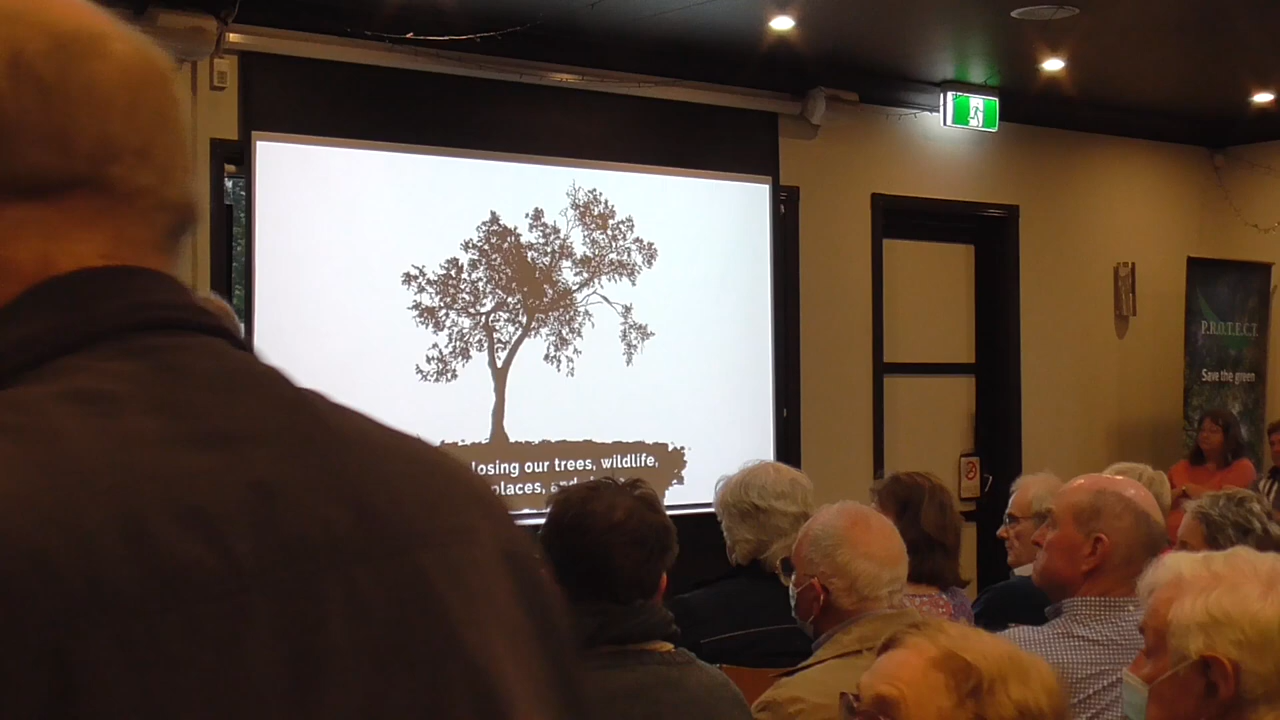 losing our trees, wildlife,
places, and
P.R.O.T.E.C.T.
Save the green